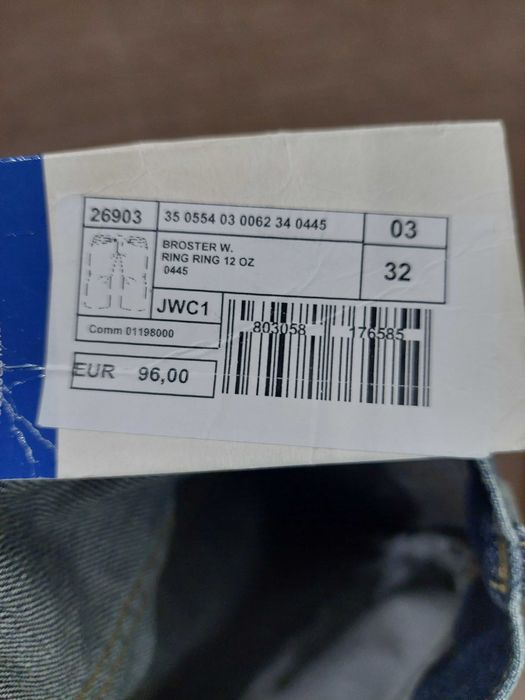 26903
35 0554 03 0062 34 0445
03
BROSTER W.
RING RING 12 OZ
0445
32
JWC1
Comm 01198000
803058 176585
EUR 96,00